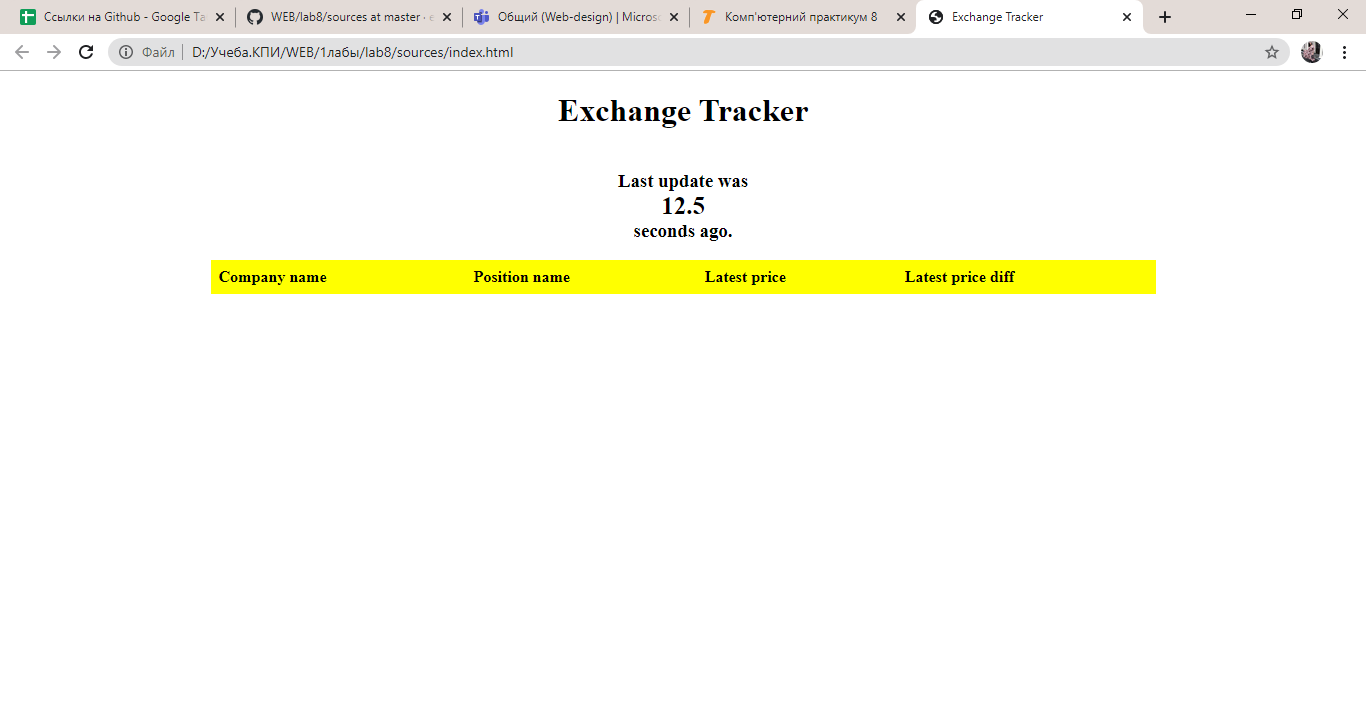 Ссылки на Github - Google Ta
WEB/lab8/sources at master ·
Общий (Web-design) | Micros
Комп'ютерний практикум 8
Exchange Tracker
Файл D:/Учеба.КПИ/WEB/1лабы/lab8/sources/index.html
Exchange Tracker
Last update was
12.5
seconds ago.
Company name Position name Latest price Latest price diff